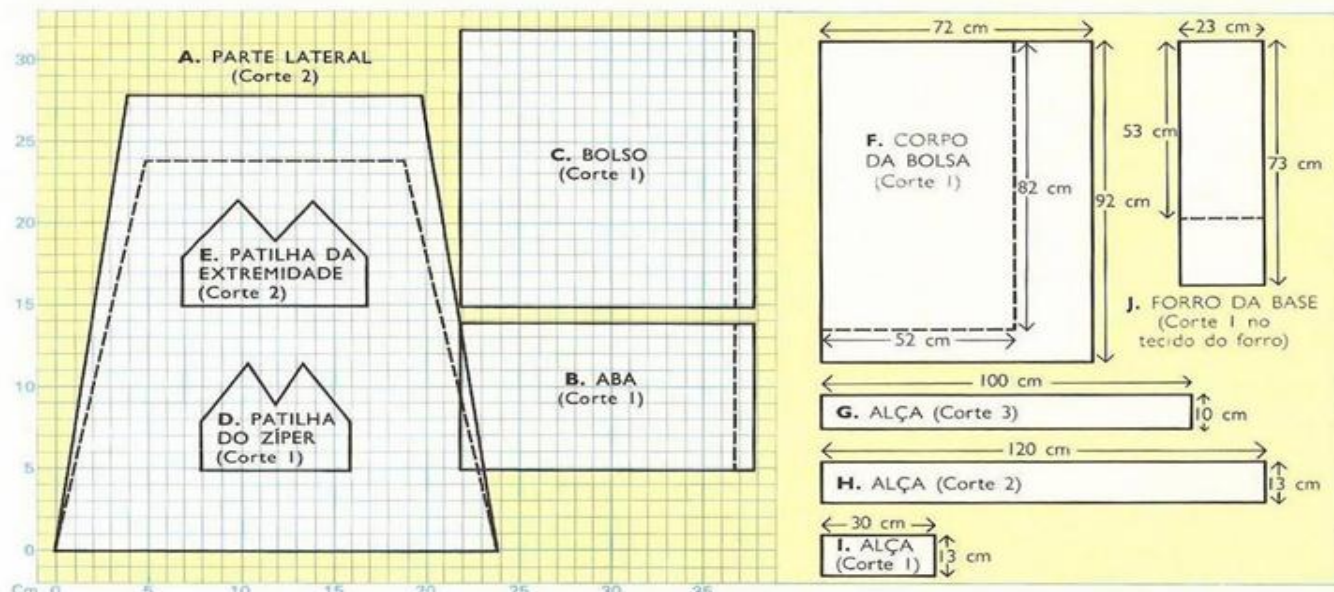 A. PARTE LATERAL
(Corte 2)
E. PATILHA DA
EXTREMIDADE
(Corte 2)
D. PATILHA
DO ZÍPER
(Corte 1)
C. BOLSO
(Corte 1)
B. ABA
(Corte 1)
30
25
20
15
10
5
0
Cm 0 5 10 15 20 25 30 35
72 cm
F. CORPO
DA BOLSA
(Corte 1)
82 cm
92 cm
52 cm
23 cm
53 cm
73 cm
J. FORRO DA BASE
(Corte 1 no
tecido do forro)
100 cm
G. ALÇA (Corte 3)
10 cm
120 cm
H. ALÇA (Corte 2)
13 cm
30 cm
I. ALÇA
(Corte 1)
13 cm